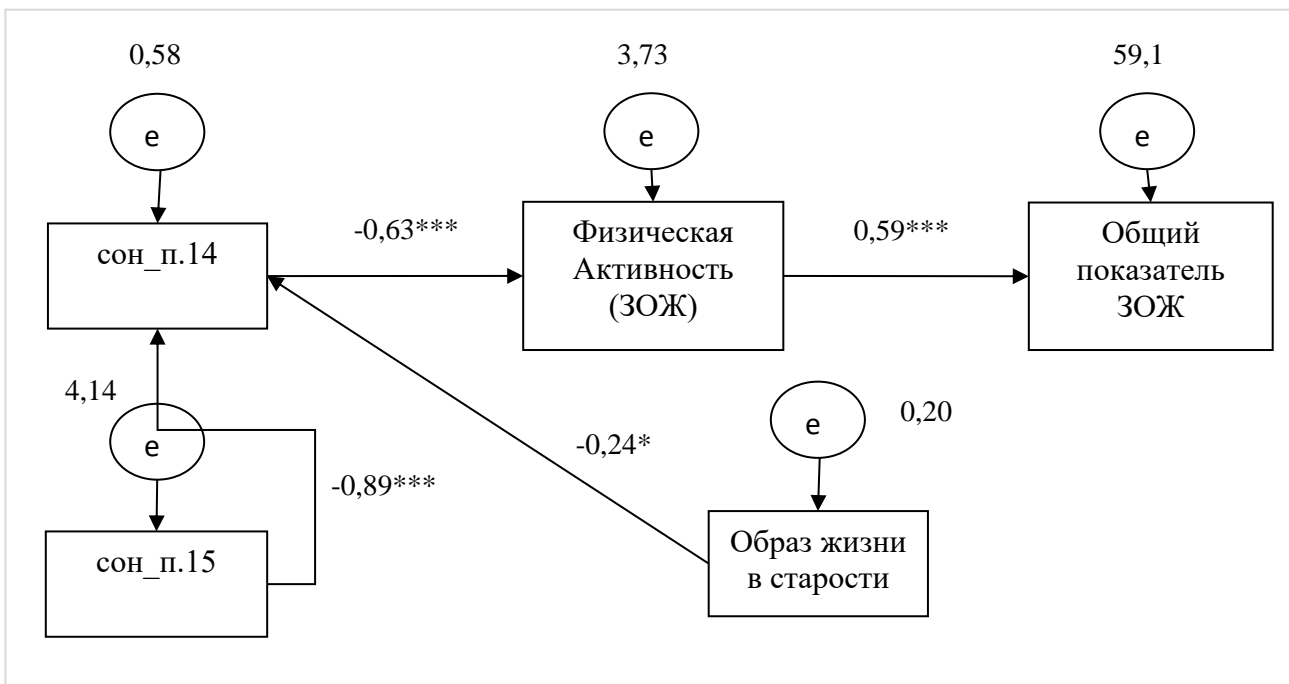 0,58
3,73
59,1
e
e
e
сон_п.14
-0,63***
Физическая
Активность
(ЗОЖ)
0,59***
Общий
показатель
ЗОЖ
4,14
e
-0,89***
сон_п.15
-0,24*
e
0,20
Образ жизни
в старости